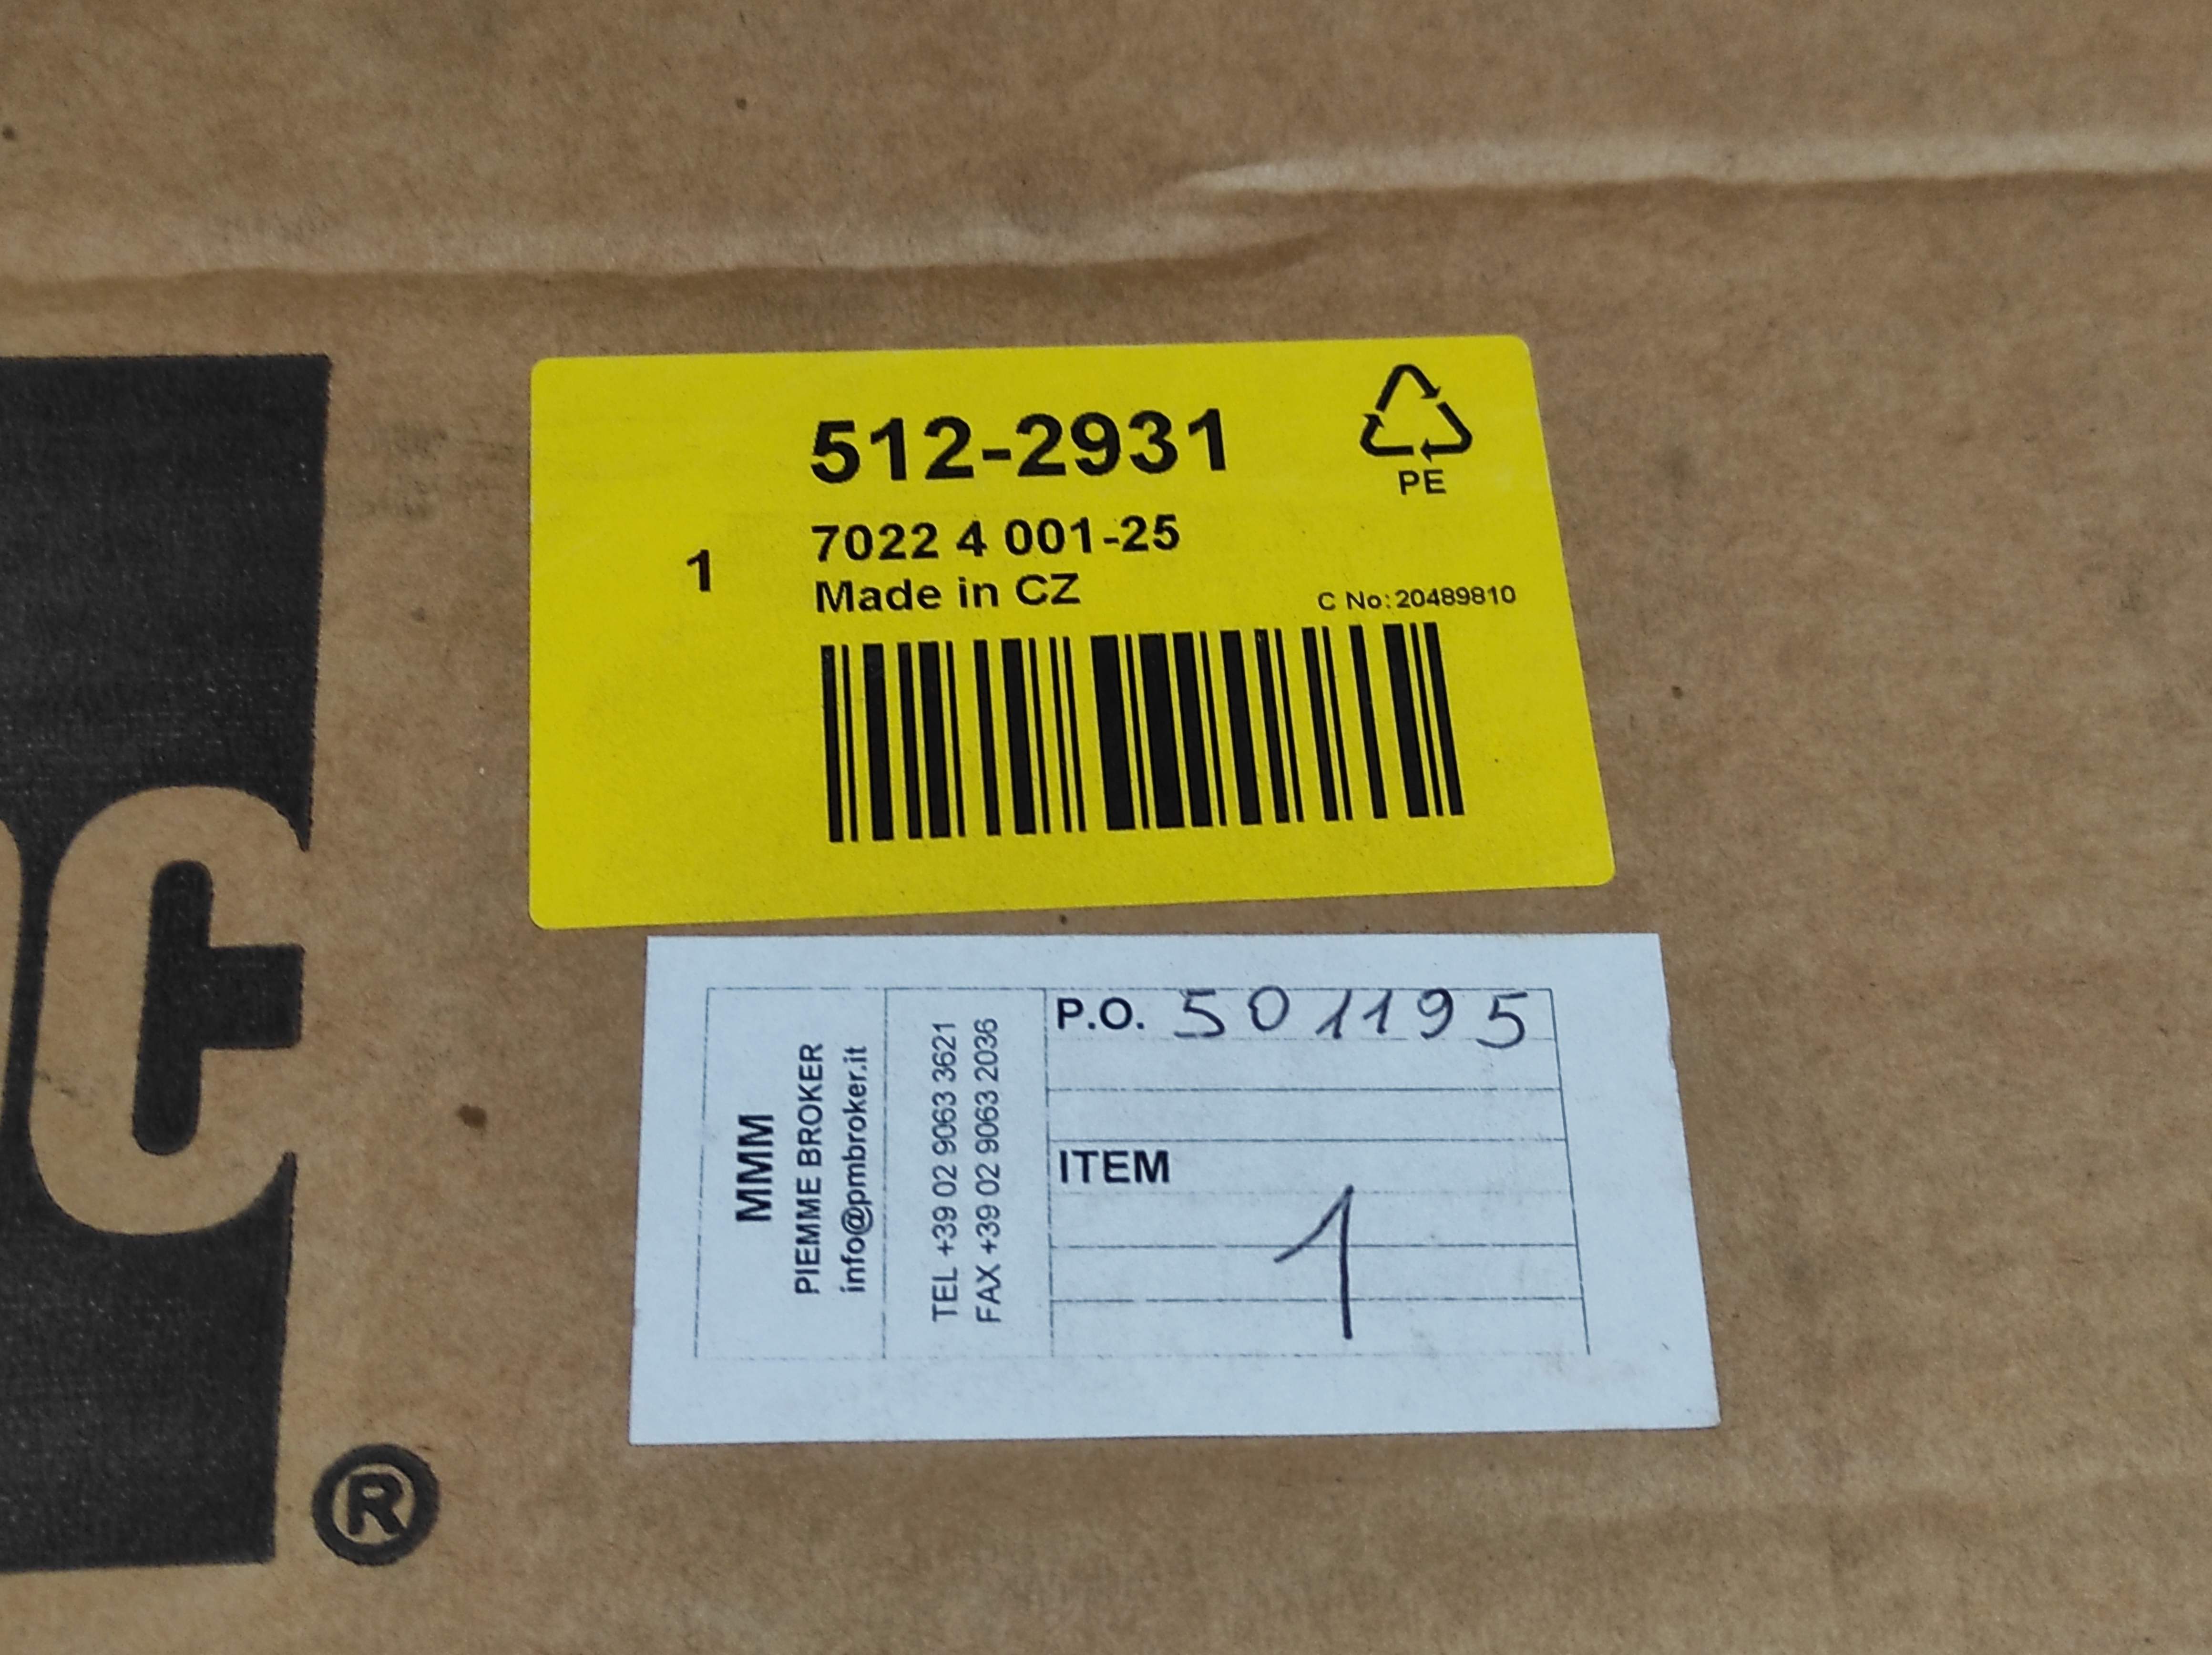 512-2931
PE
1
7022 4 001-25
Made in CZ
C No:20489810
C
®
MMM
PIEMME BROKER
info@pmbroker.it
TEL +39 02 9063 3621
FAX +39 02 9063 2036
P.O. 501195
ITEM
1